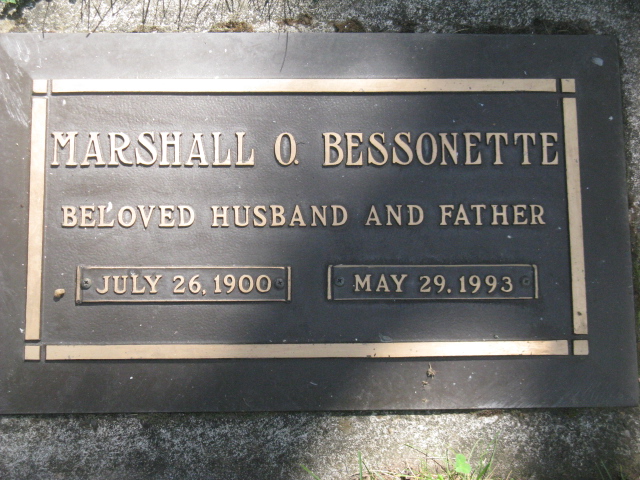 MARSHALL O. BESSONETTE
BELOVED HUSBAND AND FATHER
JULY 26, 1900 MAY 29, 1993